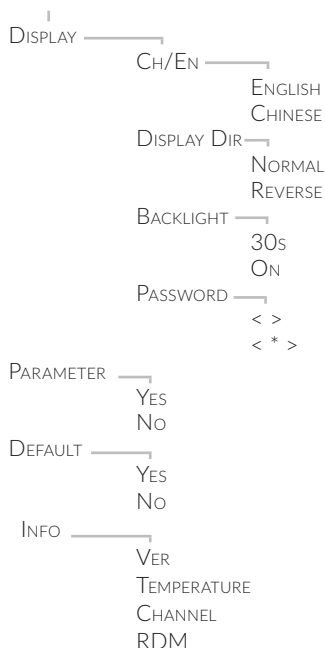 Display
Ch/En
English
Chinese
Display Dir
Normal
Reverse
Backlight
30s
On
Password
< >
< * >
Parameter
Yes
No
Default
Yes
No
Info
Ver
Temperature
Channel
RDM